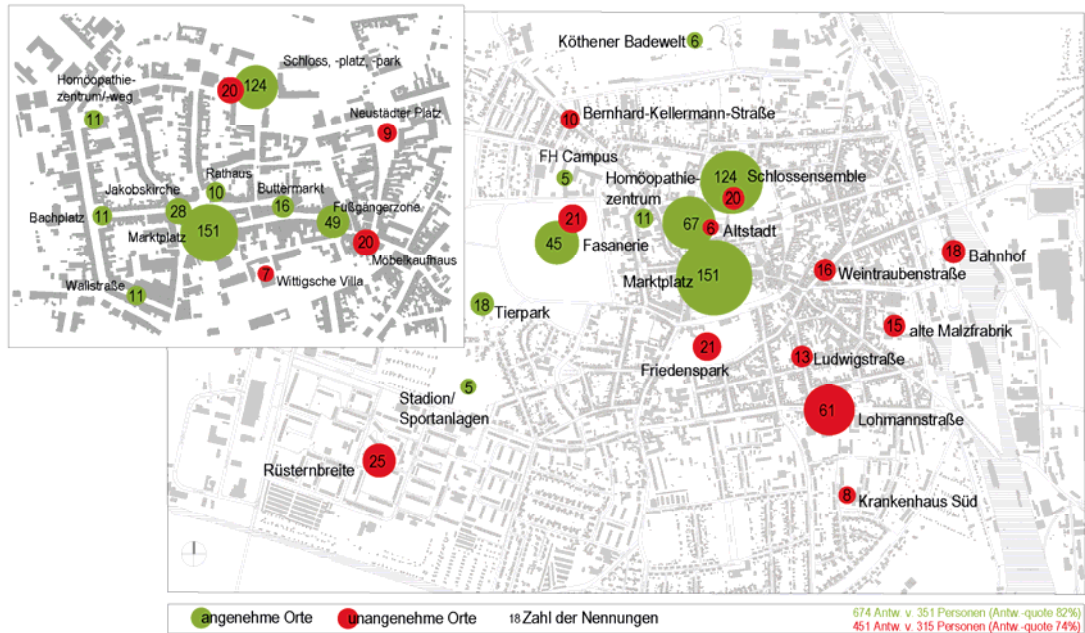 Schloss, -platz, -park
20
124
Homöopathie-
zentrum/-weg
11
Neustädter Platz
9
Rathaus
10
Jakobskirche
28
Buttermarkt
16
Bachplatz
11
Marktplatz
151
Fußgängerzone
49
20
Möbelkaufhaus
7
Wittigsche Villa
Wallstraße
11
Köthener Badewelt
6
10
Bernhard-Kellermann-Straße
FH Campus
5
Homöopathie-
zentrum
11
124
Schlossensemble
20
67
6
Altstadt
21
45
Fasanerie
Marktplatz
151
18
Bahnhof
16
Weintraubenstraße
18
Tierpark
15
alte Malzfrabrik
21
Friedenspark
13
Ludwigstraße
5
Stadion/
Sportanlagen
61
Lohmannstraße
Rüsternbreite
25
8
Krankenhaus Süd
angenehme Orte
unangenehme Orte
18 Zahl der Nennungen
674 Antw. v. 351 Personen (Antw.-quote 82%)
451 Antw. v. 315 Personen (Antw.-quote 74%)